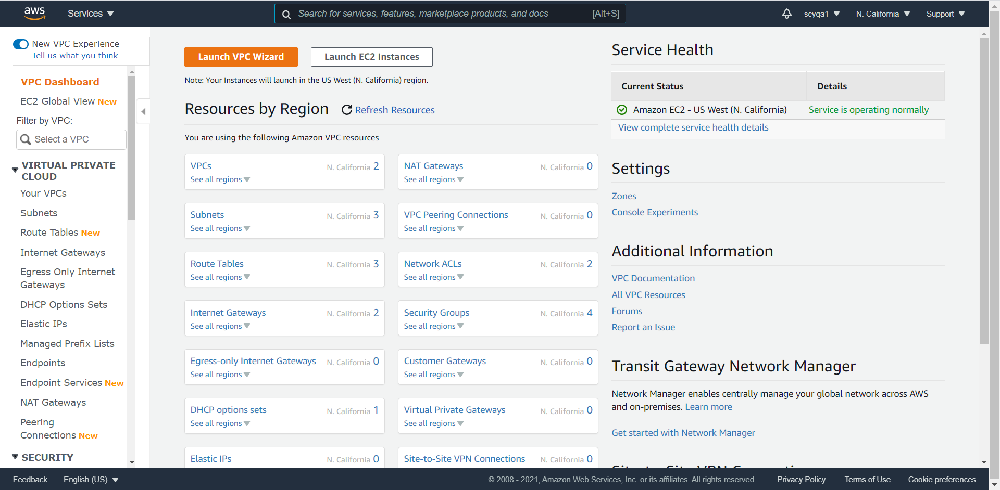 aws
Services
Search for services, features, marketplace products, and docs
[Alt+S]
scyqa1
N. California
Support
New VPC Experience
Tell us what you think
VPC Dashboard
EC2 Global View New
Filter by VPC:
Select a VPC
VIRTUAL PRIVATE
CLOUD
Your VPCs
Subnets
Route Tables New
Internet Gateways
Egress Only Internet
Gateways
DHCP Options Sets
Elastic IPs
Managed Prefix Lists
Endpoints
Endpoint Services New
NAT Gateways
Peering
Connections New
SECURITY
Launch VPC Wizard
Launch EC2 Instances
Note: Your Instances will launch in the US West (N. California) region.
Resources by Region
Refresh Resources
You are using the following Amazon VPC resources
VPCs
N. California 2
See all regions
NAT Gateways
N. California 0
See all regions
Subnets
N. California 3
See all regions
VPC Peering Connections
N. California 0
See all regions
Route Tables
N. California 3
See all regions
Network ACLs
N. California 2
See all regions
Internet Gateways
N. California 2
See all regions
Security Groups
N. California 4
See all regions
Egress-only Internet Gateways
N. California 0
See all regions
Customer Gateways
N. California 0
See all regions
DHCP options sets
N. California 1
See all regions
Virtual Private Gateways
N. California 0
See all regions
Elastic IPs
N. California 0
Site-to-Site VPN Connections
N. California 0
Service Health
Current Status
Details
Amazon EC2 - US West (N. California)
Service is operating normally
View complete service health details
Settings
Zones
Console Experiments
Additional Information
VPC Documentation
All VPC Resources
Forums
Report an Issue
Transit Gateway Network Manager
Network Manager enables centrally manage your global network across AWS
and on-premises. Learn more
Get started with Network Manager
Feedback
English (US)
© 2008 - 2021, Amazon Web Services, Inc. or its affiliates. All rights reserved.
Privacy Policy
Terms of Use
Cookie preferences